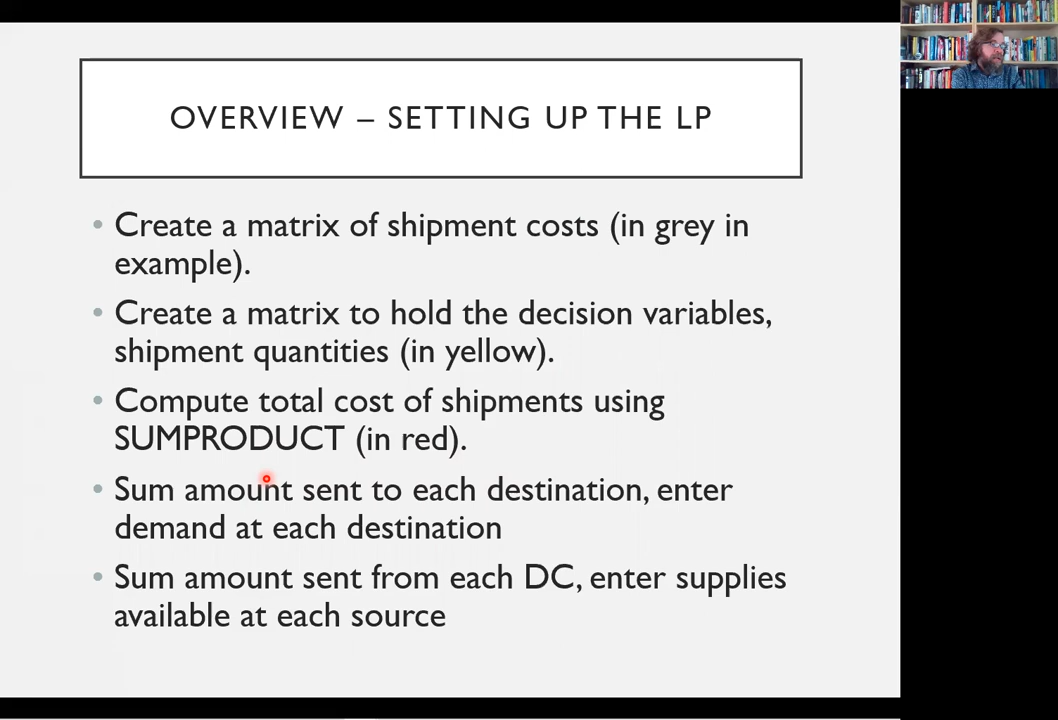 OVERVIEW – SETTING UP THE LP
• Create a matrix of shipment costs (in grey in
example).
• Create a matrix to hold the decision variables,
shipment quantities (in yellow).
• Compute total cost of shipments using
SUMPRODUCT (in red).
• Sum amount sent to each destination, enter
demand at each destination
• Sum amount sent from each DC, enter supplies
available at each source